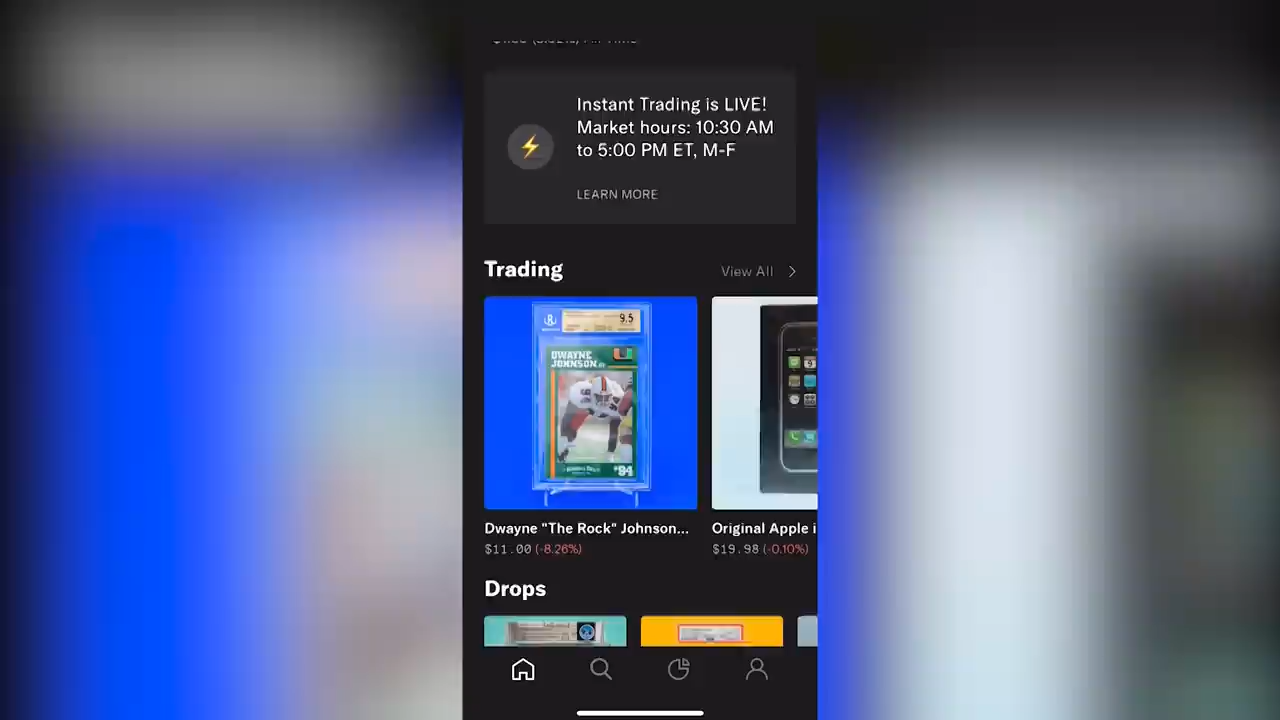 Instant Trading is LIVE!
Market hours: 10:30 AM
to 5:00 PM ET, M-F
LEARN MORE
Trading
View All
9.5
DWAYNE
JOHNSON
94
Dwayne "The Rock" Johnson...
Original Apple i
$11.00 (-8.26%)
$19.98 (-0.10%)
Drops